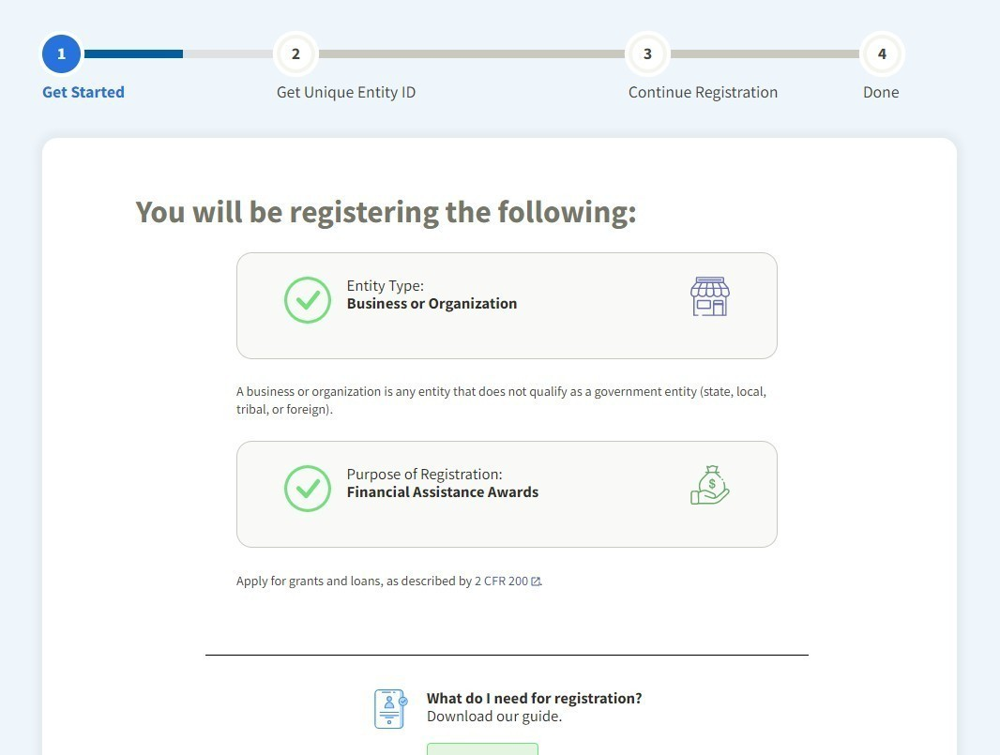 1
2
3
4
Get Started
Get Unique Entity ID
Continue Registration
Done
You will be registering the following:
Entity Type:
Business or Organization
A business or organization is any entity that does not qualify as a government entity (state, local,
tribal, or foreign).
Purpose of Registration:
Financial Assistance Awards
$
Apply for grants and loans, as described by 2 CFR 200.
What do I need for registration?
Download our guide.